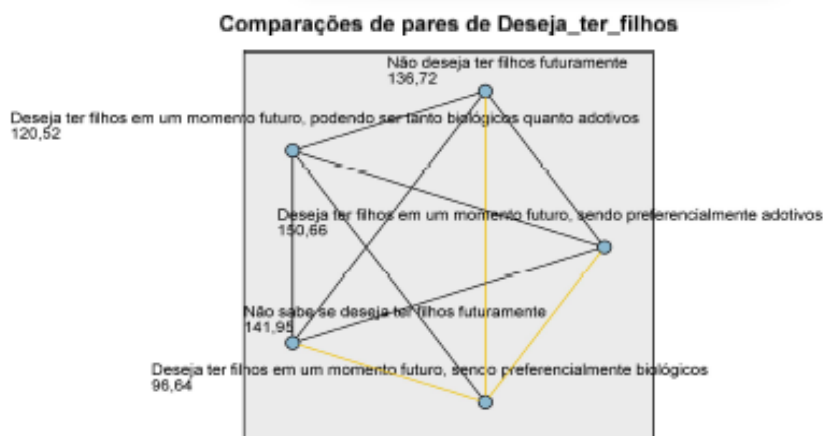 Comparações de pares de Deseja_ter_filhos
Não deseja ter filhos futuramente
136,72
Deseja ter filhos em um momento futuro, podendo ser tanto biológicos quanto adotivos
120,52
Deseja ter filhos em um momento futuro, sendo preferencialmente adotivos
150,66
Não sabe se deseja ter filhos futuramente
141,95
Deseja ter filhos em um momento futuro, sendo preferencialmente biológicos
96,64